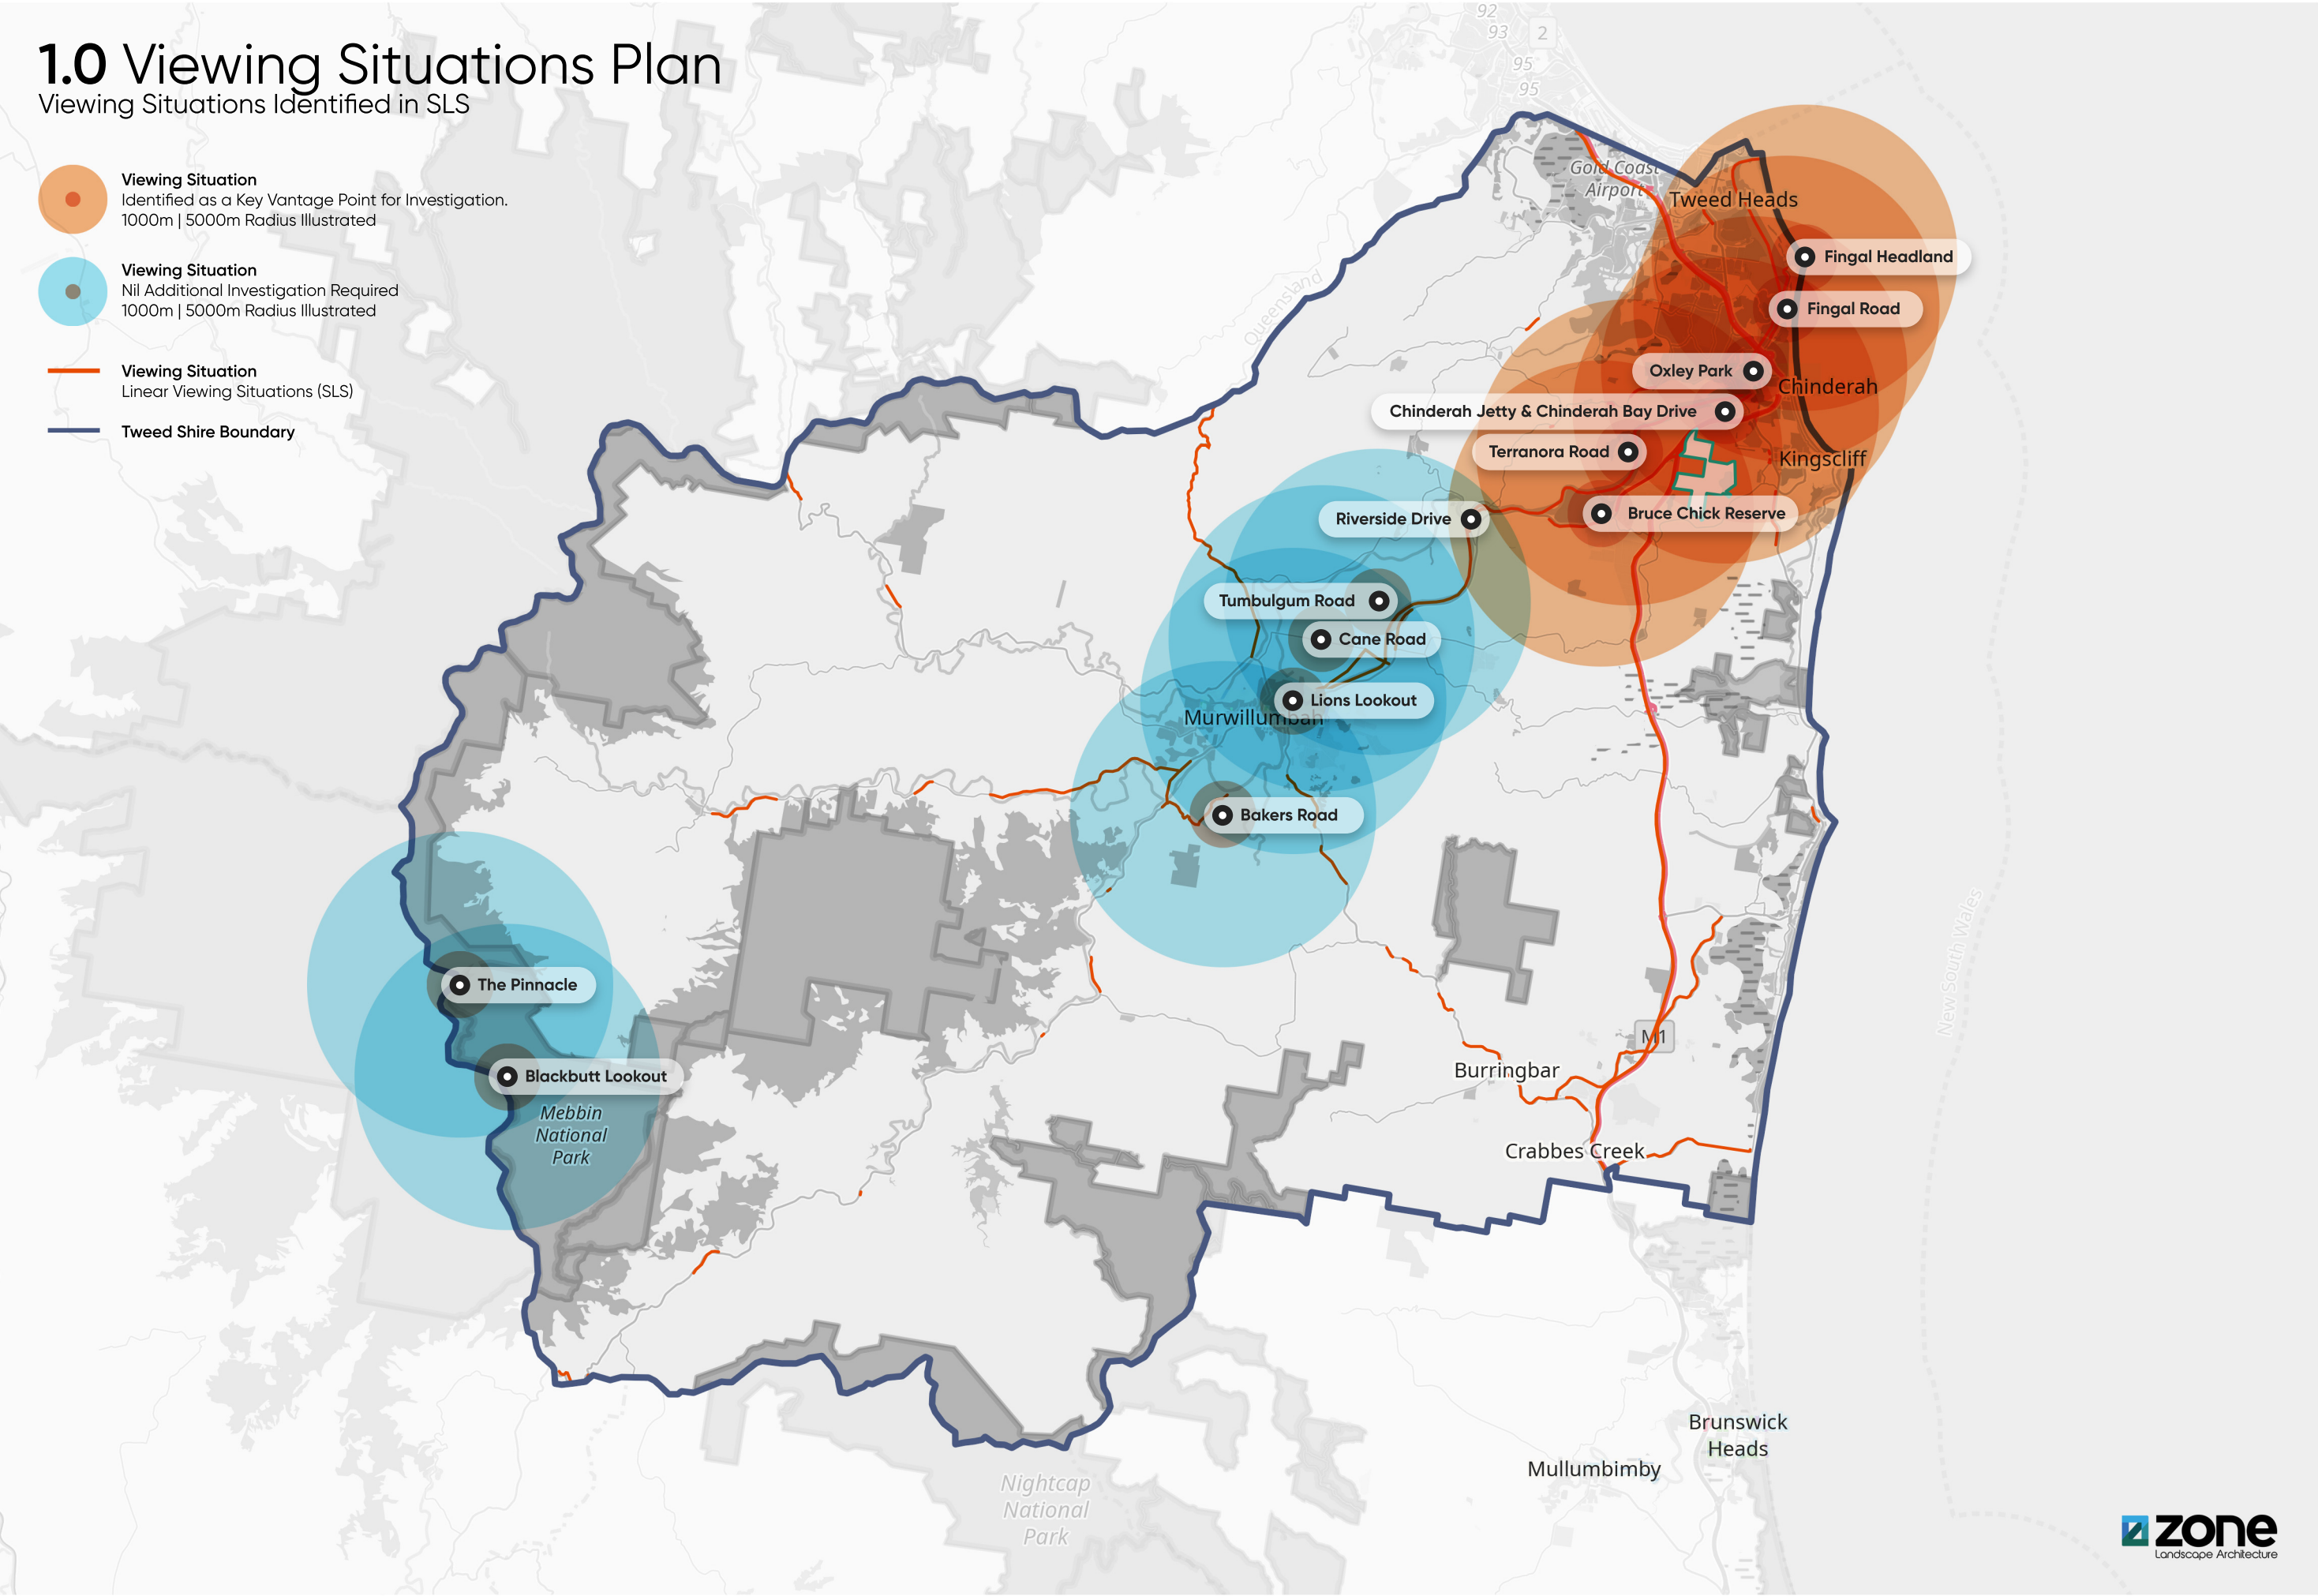 1.0 Viewing Situations Plan
Viewing Situations Identified in SLS
Viewing Situation
Identified as a Key Vantage Point for Investigation.
1000m | 5000m Radius Illustrated
Viewing Situation
Nil Additional Investigation Required
1000m | 5000m Radius Illustrated
Viewing Situation
Linear Viewing Situations (SLS)
Tweed Shire Boundary
92
93
2
95
95
Gold Coast
Airport
Tweed Heads
Fingal Headland
Queensland
Fingal Road
Oxley Park
Chinderah
Chinderah Jetty & Chinderah Bay Drive
Terranora Road
Kingscliff
Riverside Drive
Bruce Chick Reserve
Tumbulgum Road
Cane Road
Lions Lookout
Murwillumbah
Bakers Road
The Pinnacle
New South Wales
M1
Blackbutt Lookout
Burringbar
Mebbin
National
Park
Crabbes Creek
Brunswick
Heads
Mullumbimby
Nightcap
National
Park
zone
Landscape Architecture